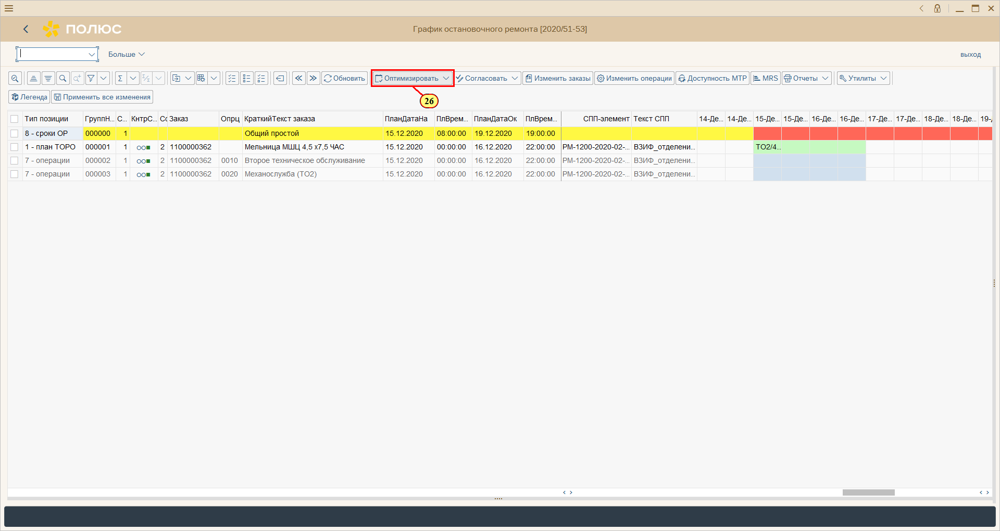 ПОЛЮС
График остановочного ремонта [2020/51-53]
Больше
выход
Обновить Оптимизировать Согласовать Изменить заказы Изменить операции Доступность МТР MRS Отчеты Утилиты
Легенда Применить все изменения
26
Тип позиции ГруппН... С... КнтрС... Сс Заказ Опрц КраткийТекст заказа ПланДатаНа ПлВрем... ПланДатаОк ПлВрем... СПП-элемент Текст СПП 14-Де... 14-Де... 15-Де... 15-Де... 16-Де... 16-Де... 17-Де... 17-Де... 18-Де... 18-Де... 19-Д
8 - сроки ОР 000000 1 Общий простой 15.12.2020 08:00:00 19.12.2020 19:00:00
1 - план ТОРО 000001 1 2 1100000362 Мельница МШЦ 4,5 х7,5 ЧАС 15.12.2020 00:00:00 16.12.2020 22:00:00 РМ-1200-2020-02-... ВЗИФ_отделени... ТО2/4...
7 - операции 000002 1 2 1100000362 0010 Второе техническое обслуживание 15.12.2020 00:00:00 16.12.2020 22:00:00 РМ-1200-2020-02-... ВЗИФ_отделени...
7 - операции 000003 1 2 1100000362 0020 Механослужба (ТО2) 15.12.2020 00:00:00 16.12.2020 22:00:00 РМ-1200-2020-02-... ВЗИФ_отделени...